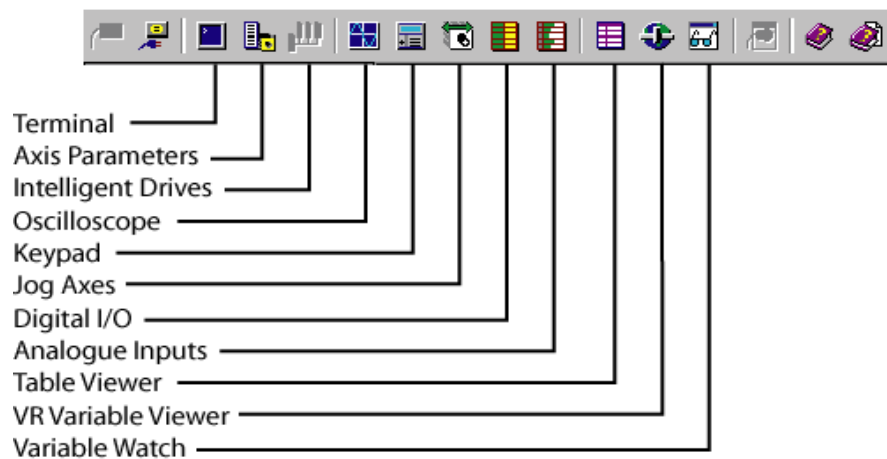 Terminal
Axis Parameters
Intelligent Drives
Oscilloscope
Keypad
Jog Axes
Digital I/O
Analogue Inputs
Table Viewer
VR Variable Viewer
Variable Watch